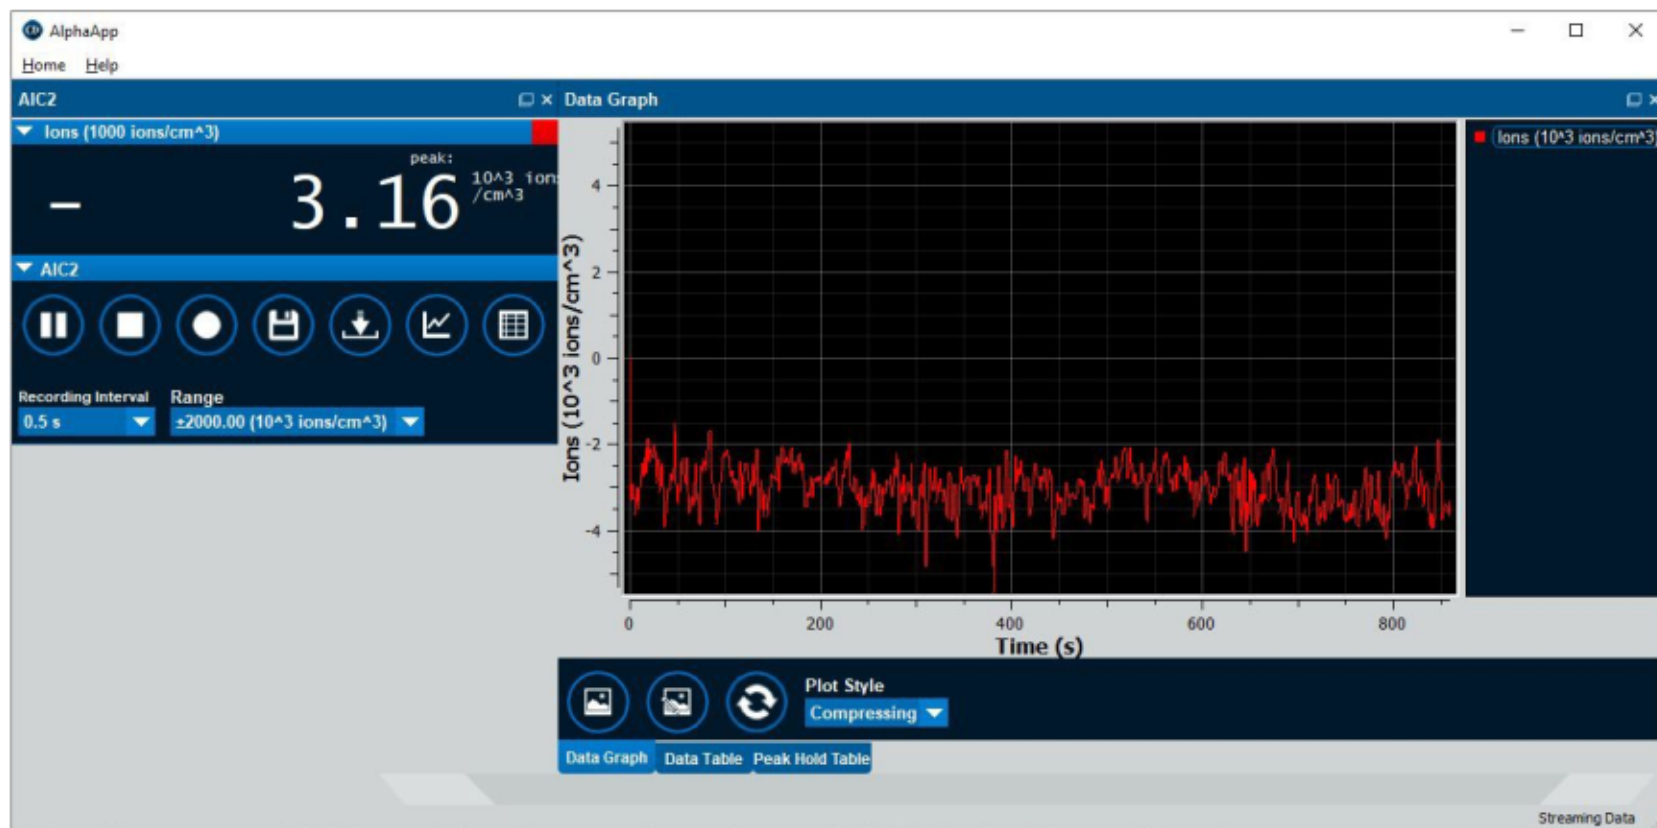 AlphaApp
Home Help
AIC2
Ions (1000 ions/cm^3)
peak:
- 3.16
10^3 ions
/cm^3
AIC2
Recording Interval
0.5 s
Range
±2000.00 (10^3 ions/cm^3)
Data Graph
Ions (10^3 ions/cm^3)
4
2
0
-2
-4
0 200 400 600 800
Time (s)
Ions (10^3 ions/cm^3)
Plot Style
Compressing
Data Graph Data Table Peak Hold Table
Streaming Data